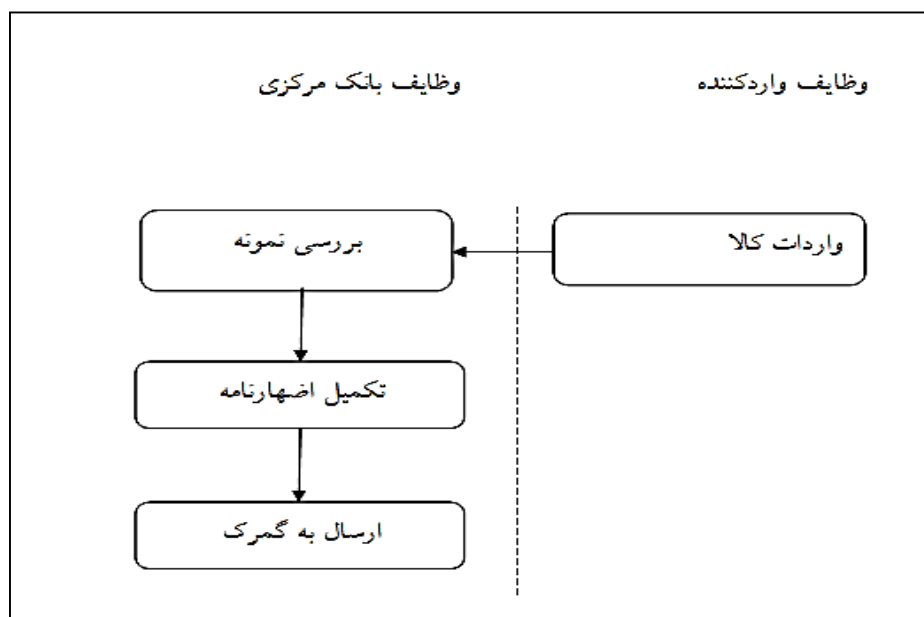 وظایف واردکننده
وظایف بانک مرکزی
واردات کالا
بررسی نمونه
تکمیل اضهارنامه
ارسال به گمرک